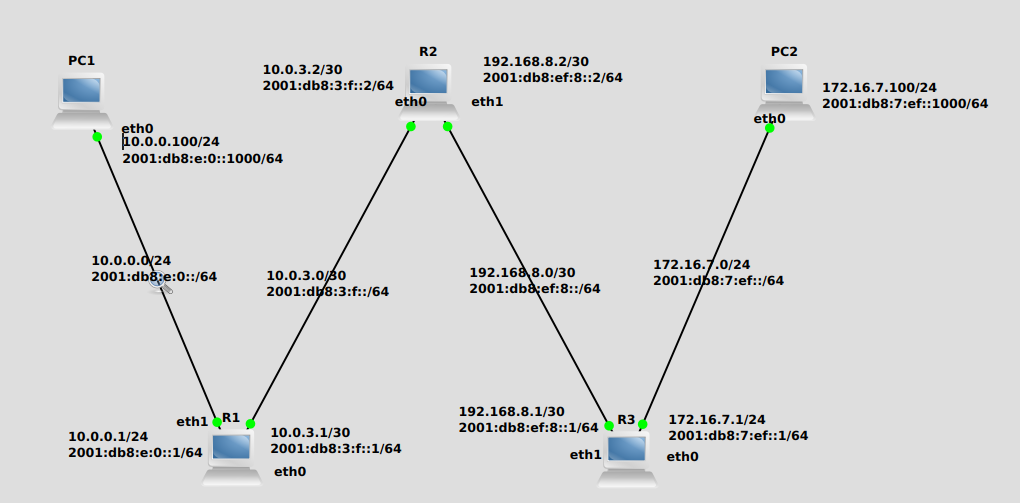 PC1
eth0
10.0.0.100/24
2001:db8:e:0::1000/64
R2
10.0.3.2/30
2001:db8:3:f::2/64
eth0
192.168.8.2/30
2001:db8:ef:8::2/64
eth1
PC2
172.16.7.100/24
2001:db8:7:ef::1000/64
eth0
10.0.0.0/24
2001:db8:e:0::/64
10.0.3.0/30
2001:db8:3:f::/64
192.168.8.0/30
2001:db8:ef:8::/64
172.16.7.0/24
2001:db8:7:ef::/64
eth1
R1
10.0.0.1/24
2001:db8:e:0::1/64
10.0.3.1/30
2001:db8:3:f::1/64
eth0
192.168.8.1/30
2001:db8:ef:8::1/64
eth1
R3
172.16.7.1/24
2001:db8:7:ef::1/64
eth0